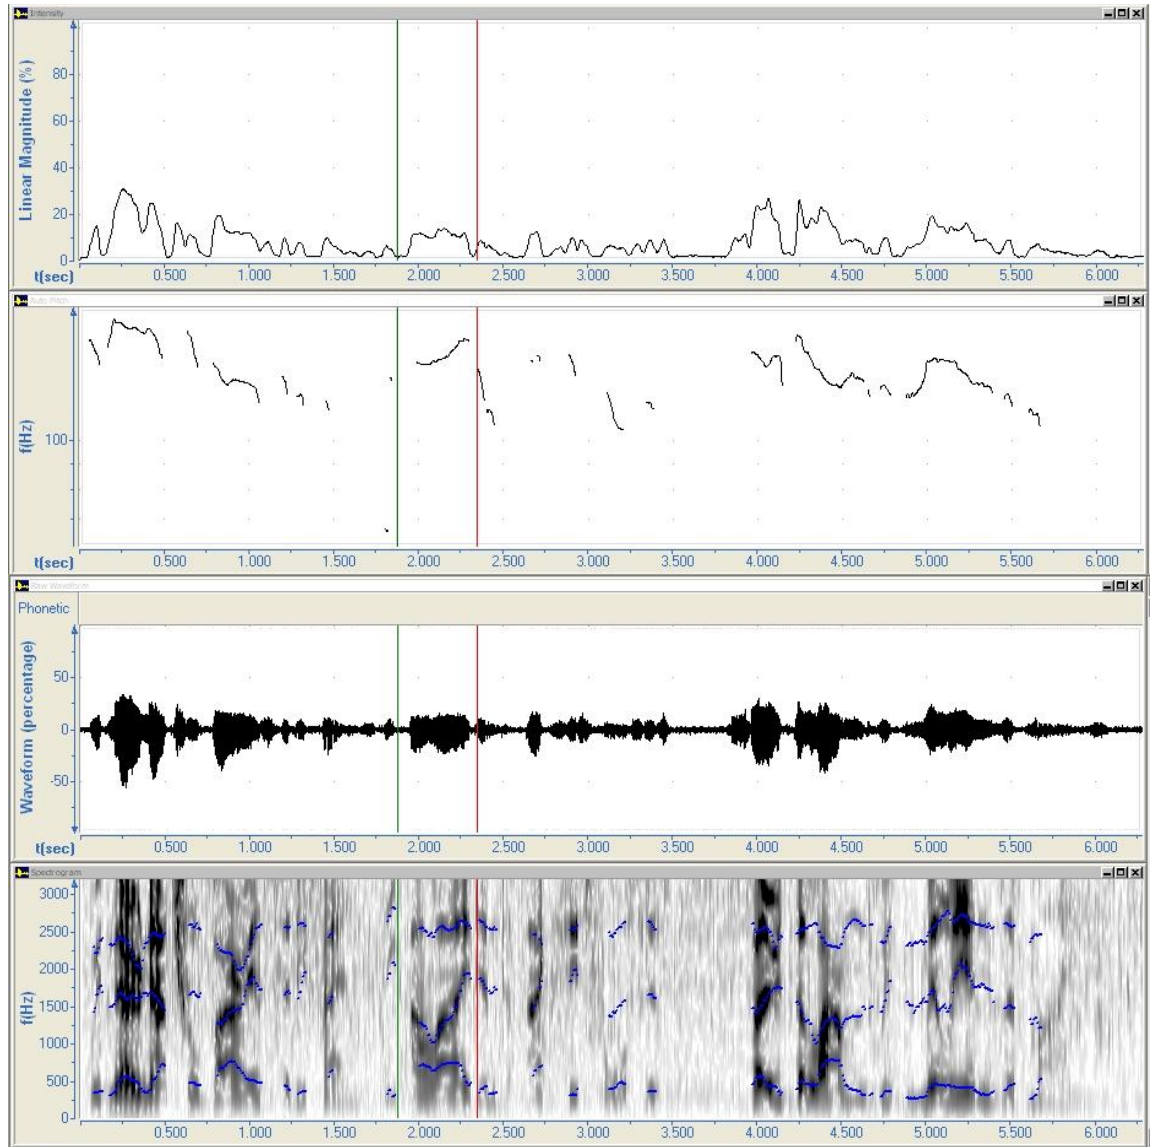 Intensity
Linear Magnitude (%)
80
60
40
20
0
t(sec) 0.500 1.000 1.500 2.000 2.500 3.000 3.500 4.000 4.500 5.000 5.500 6.000
Auto Pitch
f(Hz)
100
t(sec) 0.500 1.000 1.500 2.000 2.500 3.000 3.500 4.000 4.500 5.000 5.500 6.000
Raw Waveform
Phonetic
Waveform (percentage)
50
0
-50
t(sec) 0.500 1.000 1.500 2.000 2.500 3.000 3.500 4.000 4.500 5.000 5.500 6.000
Spectrogram
f(Hz)
3000
2500
2000
1500
1000
500
0
0.500 1.000 1.500 2.000 2.500 3.000 3.500 4.000 4.500 5.000 5.500 6.000